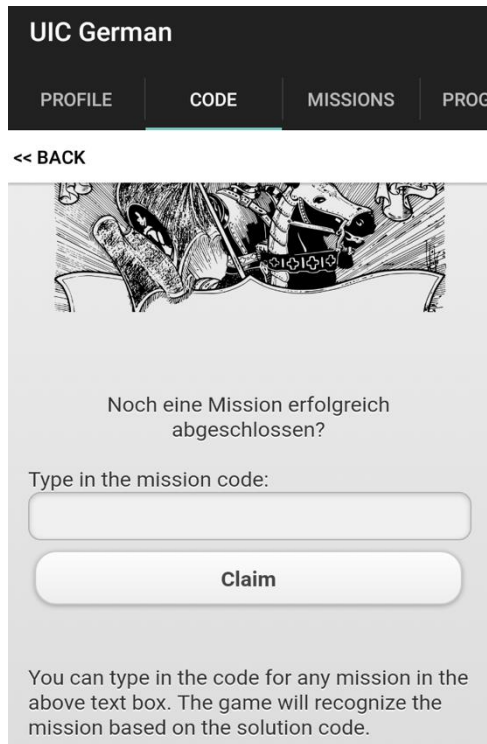 UIC German
PROFILE CODE MISSIONS PROG
<< BACK
Noch eine Mission erfolgreich
abgeschlossen?
Type in the mission code:
Claim
You can type in the code for any mission in the
above text box. The game will recognize the
mission based on the solution code.